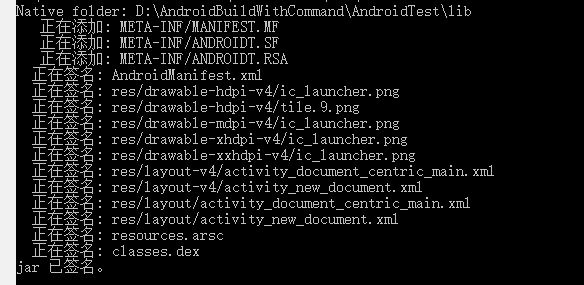 Native folder: D:\AndroidBuildWithCommand\AndroidTest\lib
正在添加: META-INF/MANIFEST.MF
正在添加: META-INF/ANDROIDT.SF
正在添加: META-INF/ANDROIDT.RSA
正在签名: AndroidManifest.xml
正在签名: res/drawable-hdpi-v4/ic_launcher.png
正在签名: res/drawable-hdpi-v4/tile.9.png
正在签名: res/drawable-mdpi-v4/ic_launcher.png
正在签名: res/drawable-xhdpi-v4/ic_launcher.png
正在签名: res/drawable-xxhdpi-v4/ic_launcher.png
正在签名: res/layout-v4/activity_document_centric_main.xml
正在签名: res/layout-v4/activity_new_document.xml
正在签名: res/layout/activity_document_centric_main.xml
正在签名: res/layout/activity_new_document.xml
正在签名: resources.arsc
正在签名: classes.dex
jar 已签名。